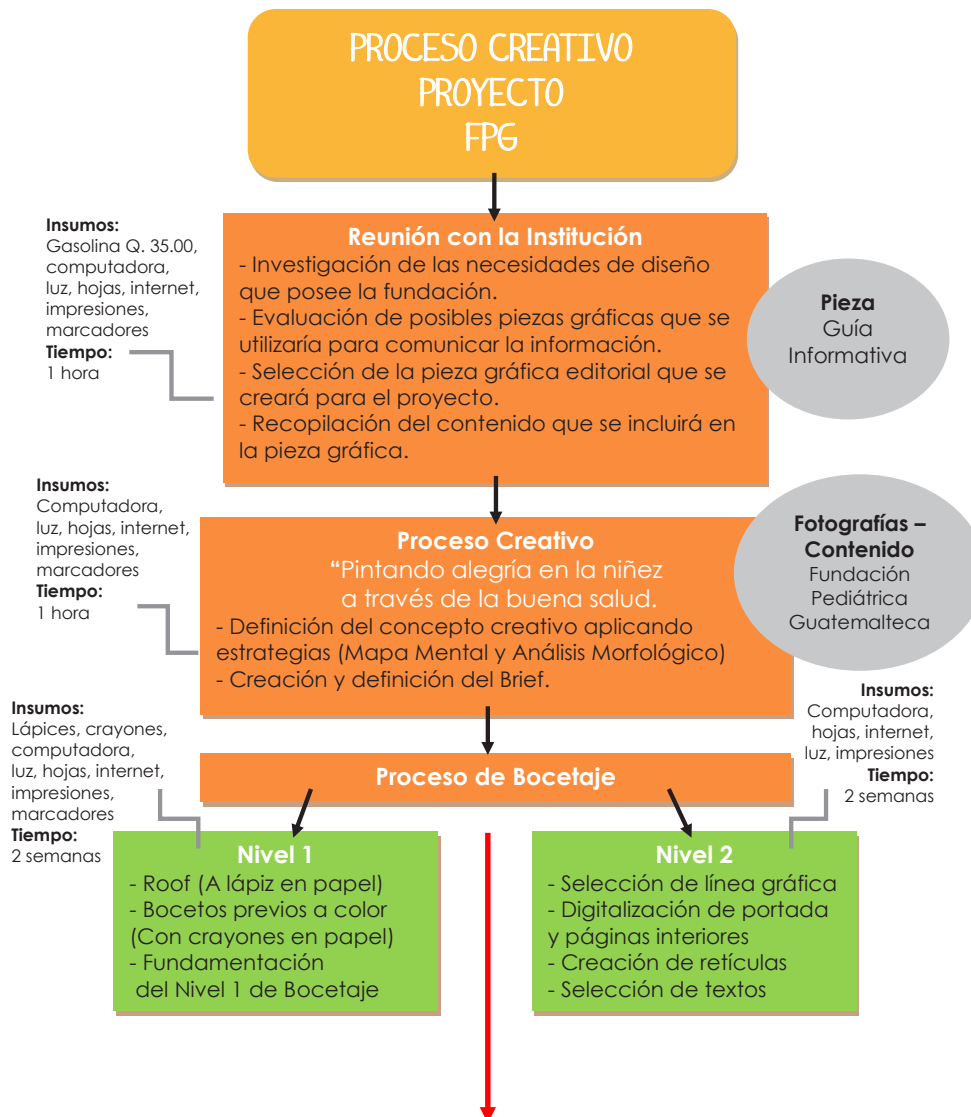 PROCESO CREATIVO
PROYECTO
FPG
Insumos:
Gasolina Q. 35.00,
computadora,
luz, hojas, internet,
impresiones,
marcadores
Tiempo:
1 hora
Reunión con la Institución
- Investigación de las necesidades de diseño
que posee la fundación.
- Evaluación de posibles piezas gráficas que se
utilizaría para comunicar la información.
- Selección de la pieza gráfica editorial que se
creará para el proyecto.
- Recopilación del contenido que se incluirá en
la pieza gráfica.
Pieza
Guía
Informativa
Insumos:
Computadora,
luz, hojas, internet,
impresiones,
marcadores
Tiempo:
1 hora
Proceso Creativo
“Pintando alegría en la niñez
a través de la buena salud.
- Definición del concepto creativo aplicando
estrategias (Mapa Mental y Análisis Morfológico)
- Creación y definición del Brief.
Fotografías –
Contenido
Fundación
Pediátrica
Guatemalteca
Insumos:
Lápices, crayones,
computadora,
luz, hojas, internet,
impresiones,
marcadores
Tiempo:
2 semanas
Proceso de Bocetaje
Insumos:
Computadora,
hojas, internet,
luz, impresiones
Tiempo:
2 semanas
Nivel 1
- Roof (A lápiz en papel)
- Bocetos previos a color
(Con crayones en papel)
- Fundamentación
del Nivel 1 de Bocetaje
Nivel 2
- Selección de línea gráfica
- Digitalización de portada
y páginas interiores
- Creación de retículas
- Selección de textos